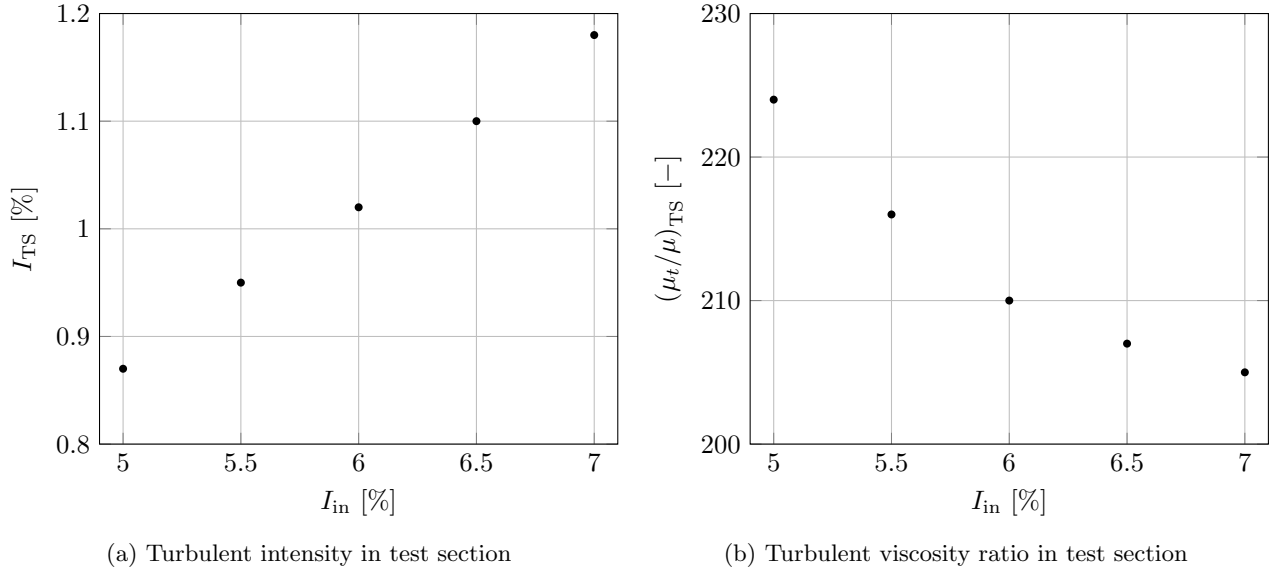 1.2
1.1
1
0.9
0.8
I_TS [%]
5 5.5 6 6.5 7
I_in [%]
(a) Turbulent intensity in test section
230
220
210
200
(μ_t/μ)_TS [−]
5 5.5 6 6.5 7
I_in [%]
(b) Turbulent viscosity ratio in test section